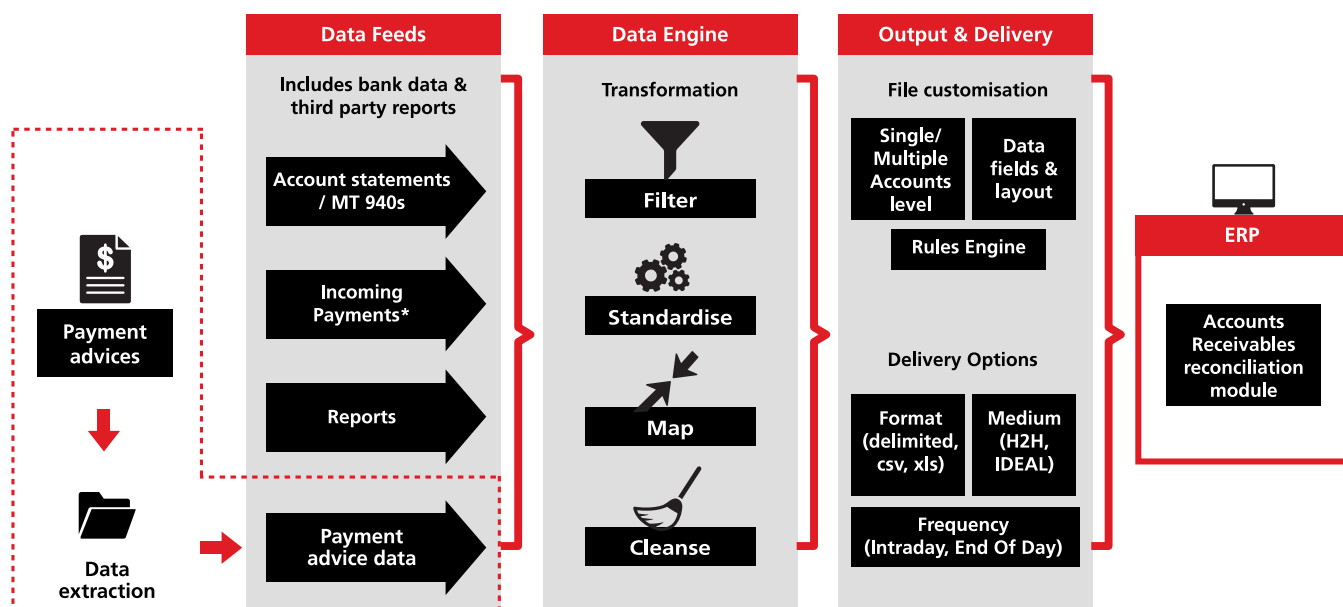 Data Feeds
Includes bank data &
third party reports
Account statements
/ MT 940s
Incoming
Payments*
Reports
Payment
advice data
$
Payment
advices
Data
extraction
Data Engine
Transformation
Filter
Standardise
Map
Cleanse
Output & Delivery
File customisation
Single/
Multiple
Accounts
level
Data
fields &
layout
Rules Engine
Delivery Options
Format
(delimited,
csv, xls)
Medium
(H2H,
IDEAL)
Frequency
(Intraday, End Of Day)
ERP
Accounts
Receivables
reconciliation
module